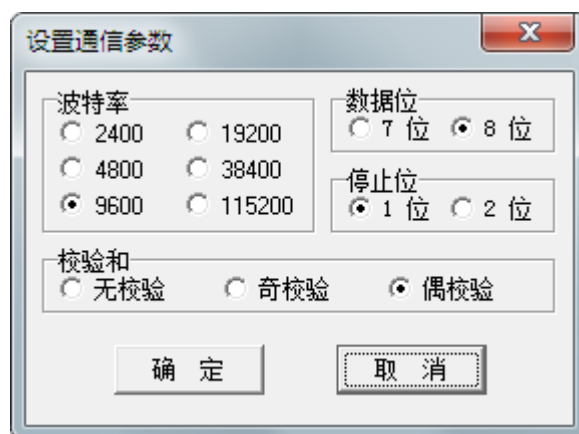 设置通信参数
波特率
2400 19200
4800 38400
9600 115200
数据位
7 位 8 位
停止位
1 位 2 位
校验和
无校验 奇校验 偶校验
确 定 取 消